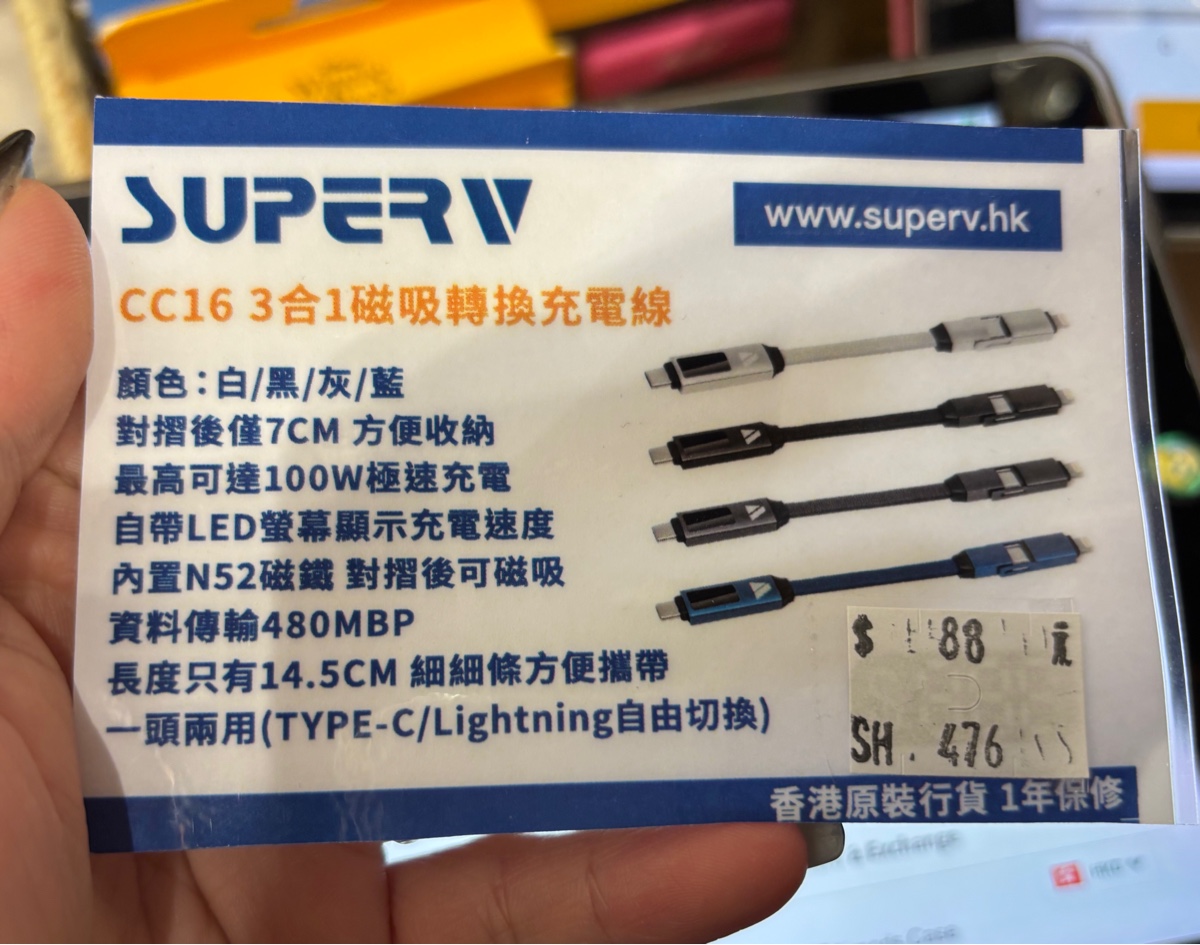 SUPERV
www.superv.hk
CC16 3合1磁吸轉換充電線
顏色：白/黑/灰/藍
對摺後僅7CM 方便收納
最高可達100W極速充電
自帶LED螢幕顯示充電速度
內置N52磁鐵 對摺後可磁吸
資料傳輸480MBP
長度只有14.5CM 細細條方便攜帶
一頭兩用(TYPE-C/Lightning自由切換)
$ 88 元
SH. 476
香港原裝行貨 1年保修
Exchange
Case